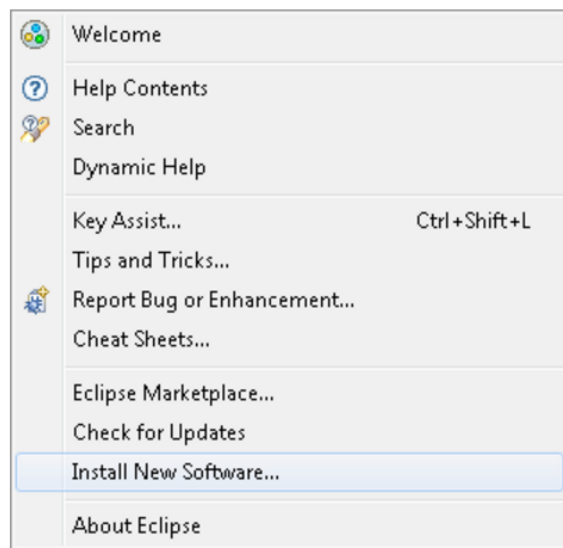 Welcome
Help Contents
Search
Dynamic Help
Key Assist... Ctrl+Shift+L
Tips and Tricks...
Report Bug or Enhancement...
Cheat Sheets...
Eclipse Marketplace...
Check for Updates
Install New Software...
About Eclipse